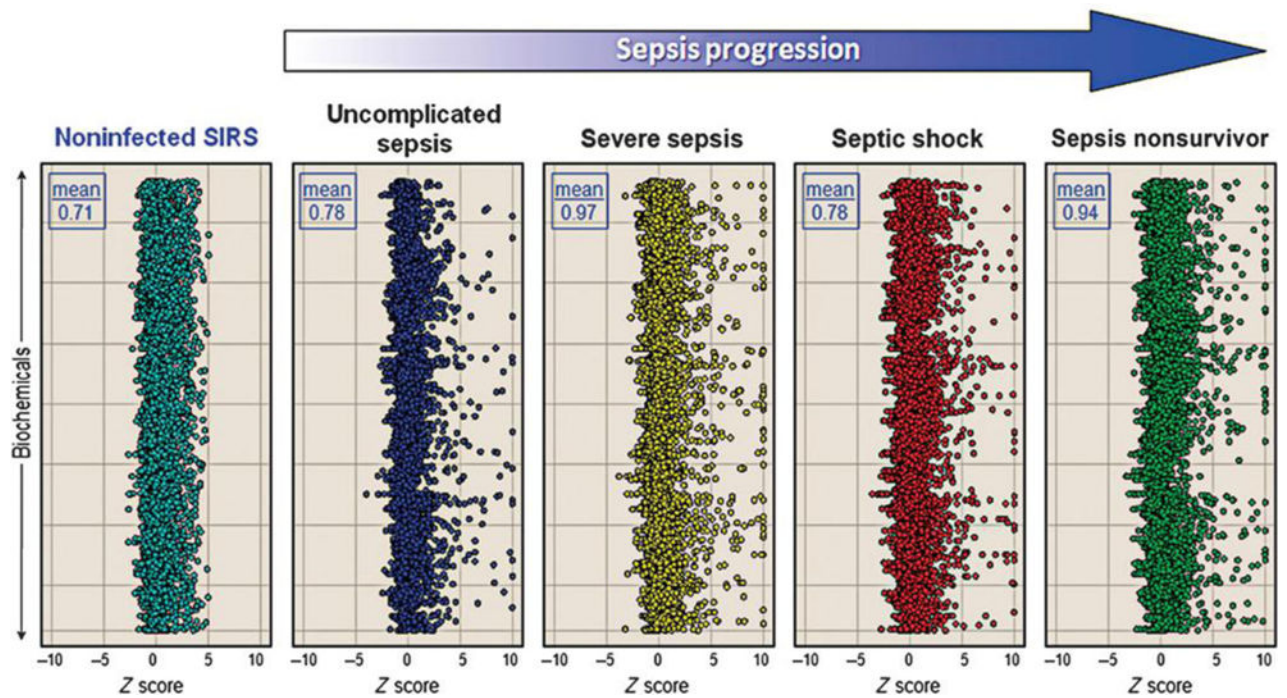 Sepsis progression
Noninfected SIRS
Uncomplicated
sepsis
Severe sepsis
Septic shock
Sepsis nonsurvivor
Biochemicals
mean
0.71
mean
0.78
mean
0.97
mean
0.78
mean
0.94
–10 –5 0 5 10
–10 –5 0 5 10
–10 –5 0 5 10
–10 –5 0 5 10
–10 –5 0 5 10
Z score
Z score
Z score
Z score
Z score